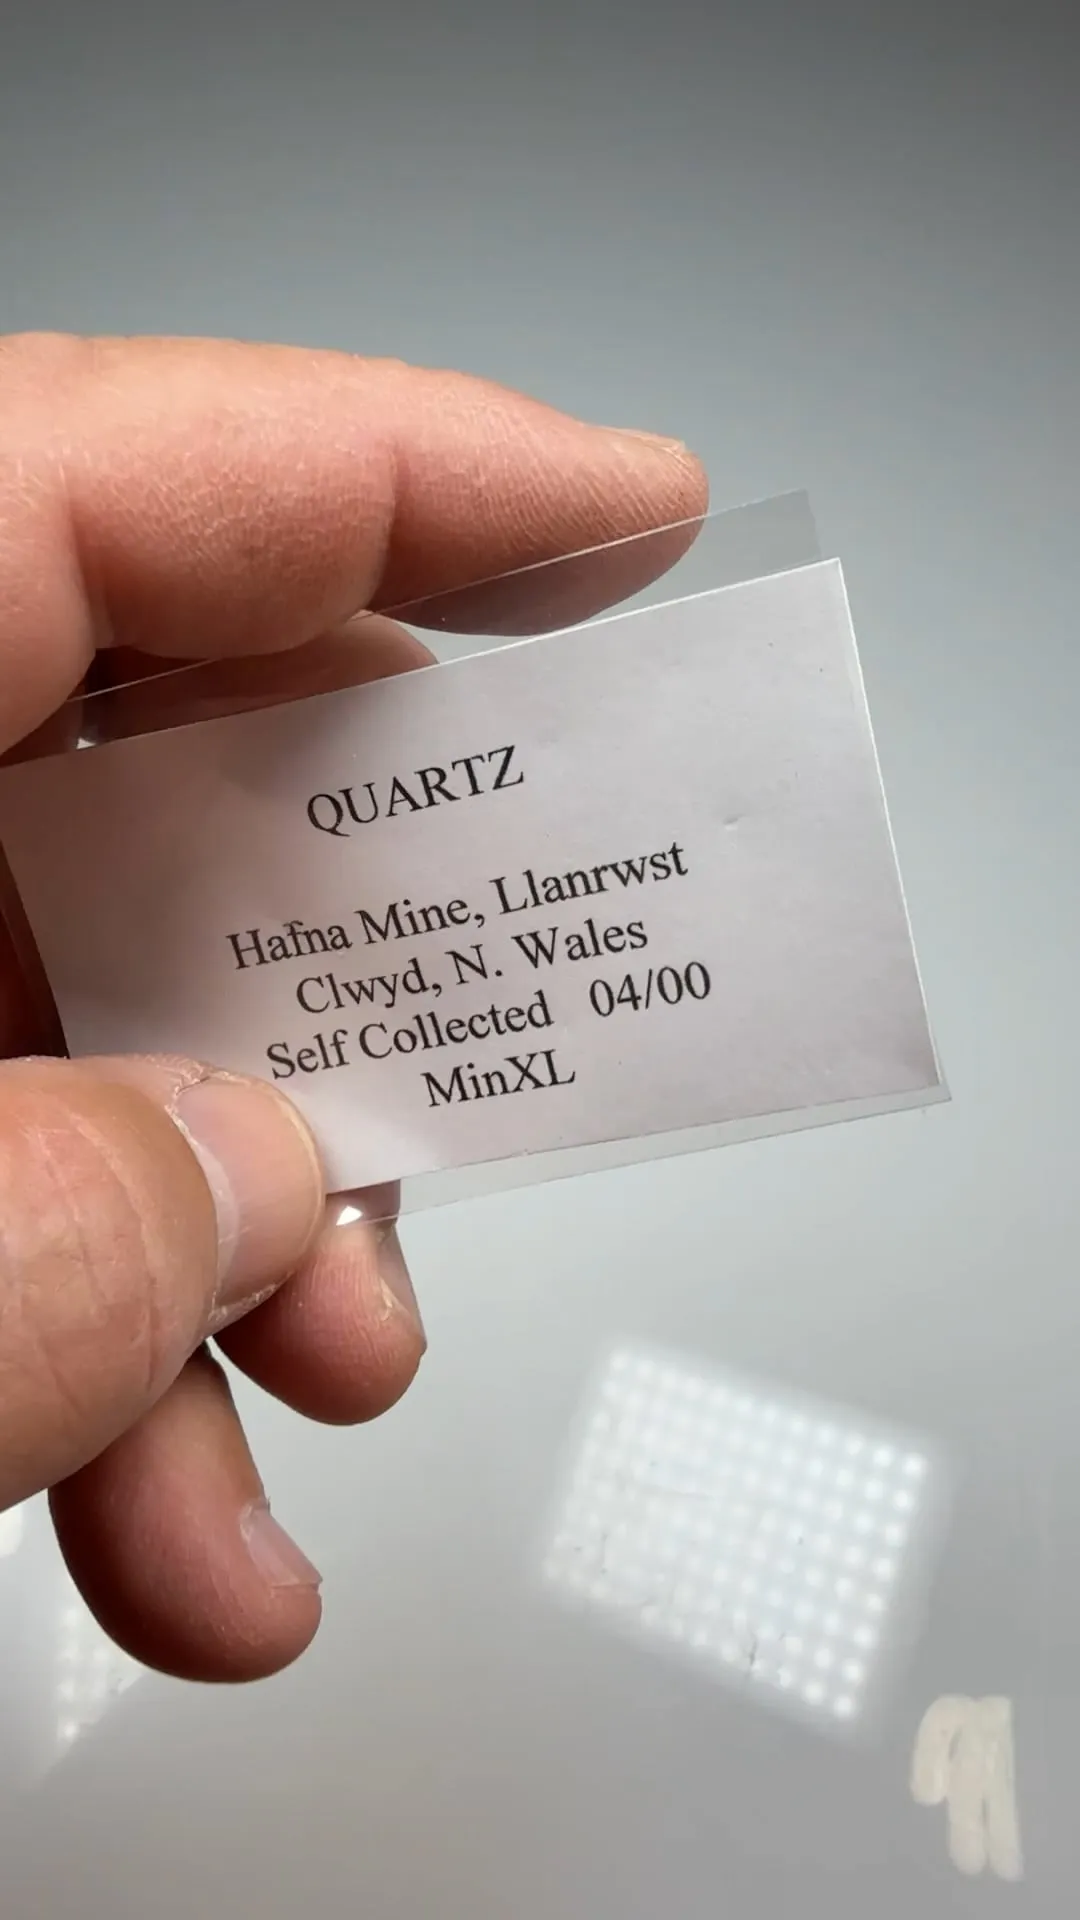 QUARTZ
Hafna Mine, Llanrwst
Clwyd, N. Wales
Self Collected 04/00
MinXL